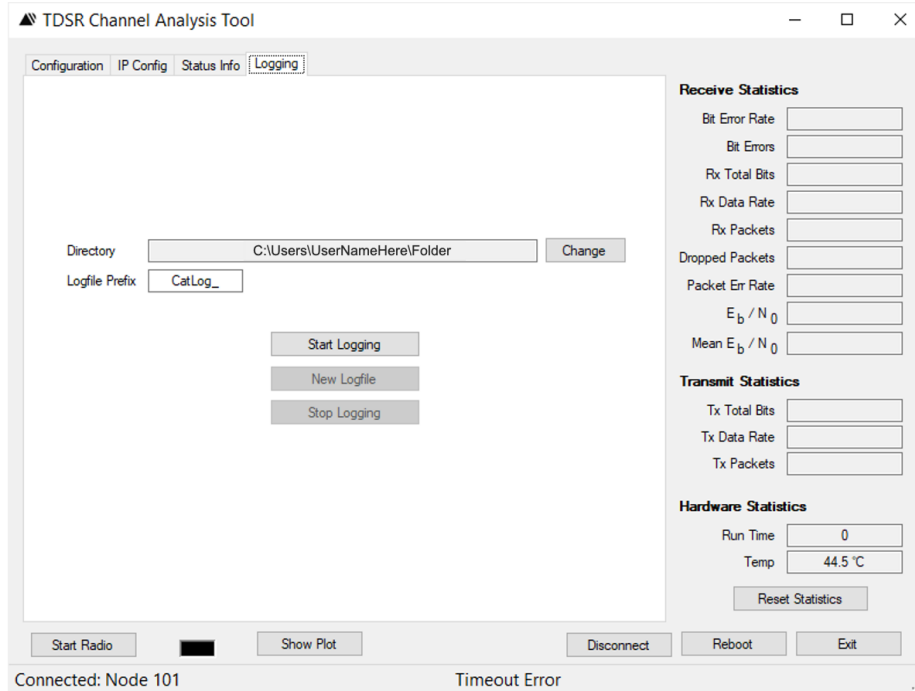 TDSR Channel Analysis Tool
Configuration IP Config Status Info Logging
Directory C:\Users\UserNameHere\Folder Change
Logfile Prefix CatLog_
Start Logging
New Logfile
Stop Logging
Receive Statistics
Bit Error Rate
Bit Errors
Rx Total Bits
Rx Data Rate
Rx Packets
Dropped Packets
Packet Err Rate
E b / N 0
Mean E b / N 0
Transmit Statistics
Tx Total Bits
Tx Data Rate
Tx Packets
Hardware Statistics
Run Time 0
Temp 44.5 °C
Reset Statistics
Start Radio Show Plot Disconnect Reboot Exit
Connected: Node 101 Timeout Error